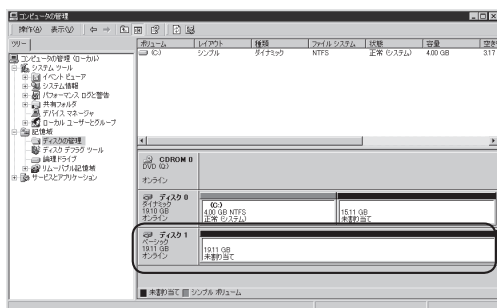 コンピュータの管理
操作(A) 表示(V)
ツリー
コンピュータの管理 (ローカル)
システム ツール
イベント ビューア
システム情報
パフォーマンス ログと警告
共有フォルダ
デバイス マネージャ
ローカル ユーザーとグループ
記憶域
ディスクの管理
ディスク デフラグ ツール
論理ドライブ
リムーバブル記憶域
サービスとアプリケーション
ボリューム レイアウト 種類 ファイル システム 状態 容量 空き
(C:) シンプル ダイナミック NTFS 正常 (システム) 4.00 GB 3.17
CDROM 0
DVD (Q:)
オンライン
ディスク 0
ダイナミック
19.10 GB
オンライン
(C:)
4.00 GB NTFS
正常 (システム)
15.11 GB
未割り当て
ディスク 1
ベーシック
19.11 GB
オンライン
19.11 GB
未割り当て
未割り当て シンプル ボリューム